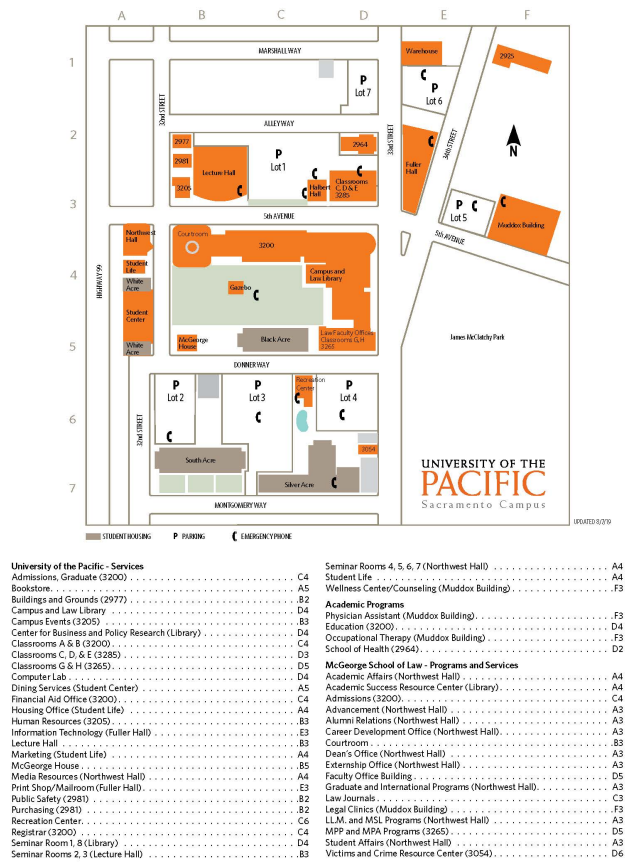 A B C D E F
1
MARSHALL WAY
Warehouse
2925
P
Lot 7
P
Lot 6
32nd STREET
ALLEY WAY
33rd STREET
34th STREET
N
2
2977
2981
3205
Lecture Hall
P
Lot 1
2964
Halbert
Hall
Classrooms
C, D & E
3285
Fuller
Hall
3
5th AVENUE
P
Lot 5
5th AVENUE
Muddox Building
Northwest
Hall
Courtroom
3200
HIGHWAY 99
4
Student
Life
White
Acre
Gazebo
Campus and
Law Library
Student
Center
5
White
Acre
McGeorge
House
Black Acre
Law Faculty Offices
Classrooms G, H
3265
James McClatchy Park
DONNER WAY
P
Lot 2
P
Lot 3
Recreation
Center
P
Lot 4
32nd STREET
6
3054
South Acre
Silver Acre
7
MONTGOMERY WAY
UNIVERSITY OF THE
PACIFIC
Sacramento Campus
UPDATED 8/2/19
STUDENT HOUSING P PARKING EMERGENCY PHONE
University of the Pacific - Services
Admissions, Graduate (3200) C4
Bookstore A5
Buildings and Grounds (2977) B2
Campus and Law Library D4
Campus Events (3205) B3
Center for Business and Policy Research (Library) D4
Classrooms A & B (3200) C4
Classrooms C, D, & E (3285) D3
Classrooms G & H (3265) D5
Computer Lab D4
Dining Services (Student Center) A5
Financial Aid Office (3200) C4
Housing Office (Student Life) A4
Human Resources (3205) B3
Information Technology (Fuller Hall) E3
Lecture Hall B3
Marketing (Student Life) A4
McGeorge House B5
Media Resources (Northwest Hall) A4
Print Shop/Mailroom (Fuller Hall) E3
Public Safety (2981) B2
Purchasing (2981) B2
Recreation Center C6
Registrar (3200) C4
Seminar Room 1, 8 (Library) D4
Seminar Rooms 2, 3 (Lecture Hall) B3
Seminar Rooms 4, 5, 6, 7 (Northwest Hall) A4
Student Life A4
Wellness Center/Counseling (Muddox Building) F3
Academic Programs
Physician Assistant (Muddox Building) F3
Education (3200) D4
Occupational Therapy (Muddox Building) F3
School of Health (2964) D2
McGeorge School of Law - Programs and Services
Academic Affairs (Northwest Hall) A4
Academic Success Resource Center (Library) A4
Admissions (3200) C4
Advancement (Northwest Hall) A3
Alumni Relations (Northwest Hall) A3
Career Development Office (Northwest Hall) A3
Courtroom B3
Dean's Office (Northwest Hall) A3
Externship Office (Northwest Hall) A3
Faculty Office Building D5
Graduate and International Programs (Northwest Hall) A3
Law Journals C3
Legal Clinics (Muddox Building) F3
LL.M. and MSL Programs (Northwest Hall) A3
MPP and MPA Programs (3265) D5
Student Affairs (Northwest Hall) A3
Victims and Crime Resource Center (3054) D6